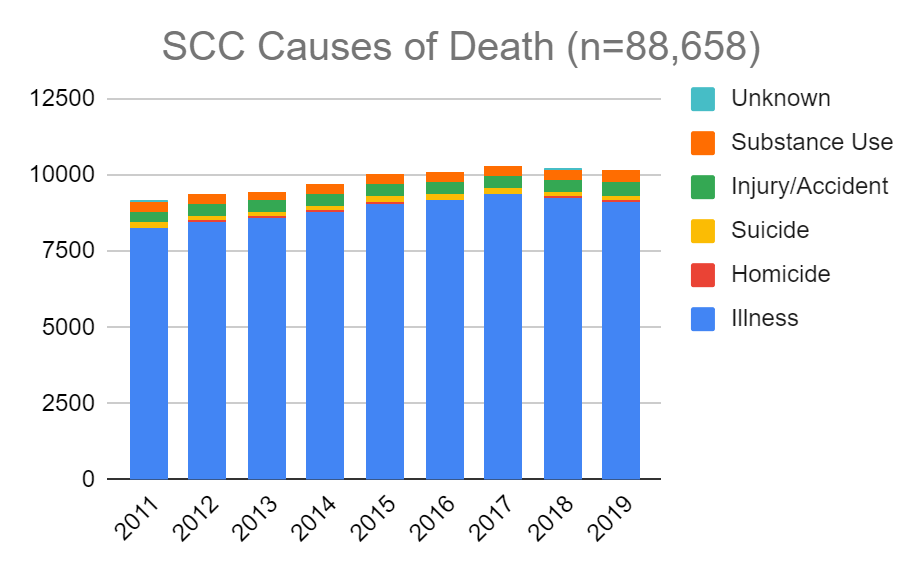 SCC Causes of Death (n=88,658)
12500
10000
7500
5000
2500
0
2011
2012
2013
2014
2015
2016
2017
2018
2019
Unknown
Substance Use
Injury/Accident
Suicide
Homicide
Illness